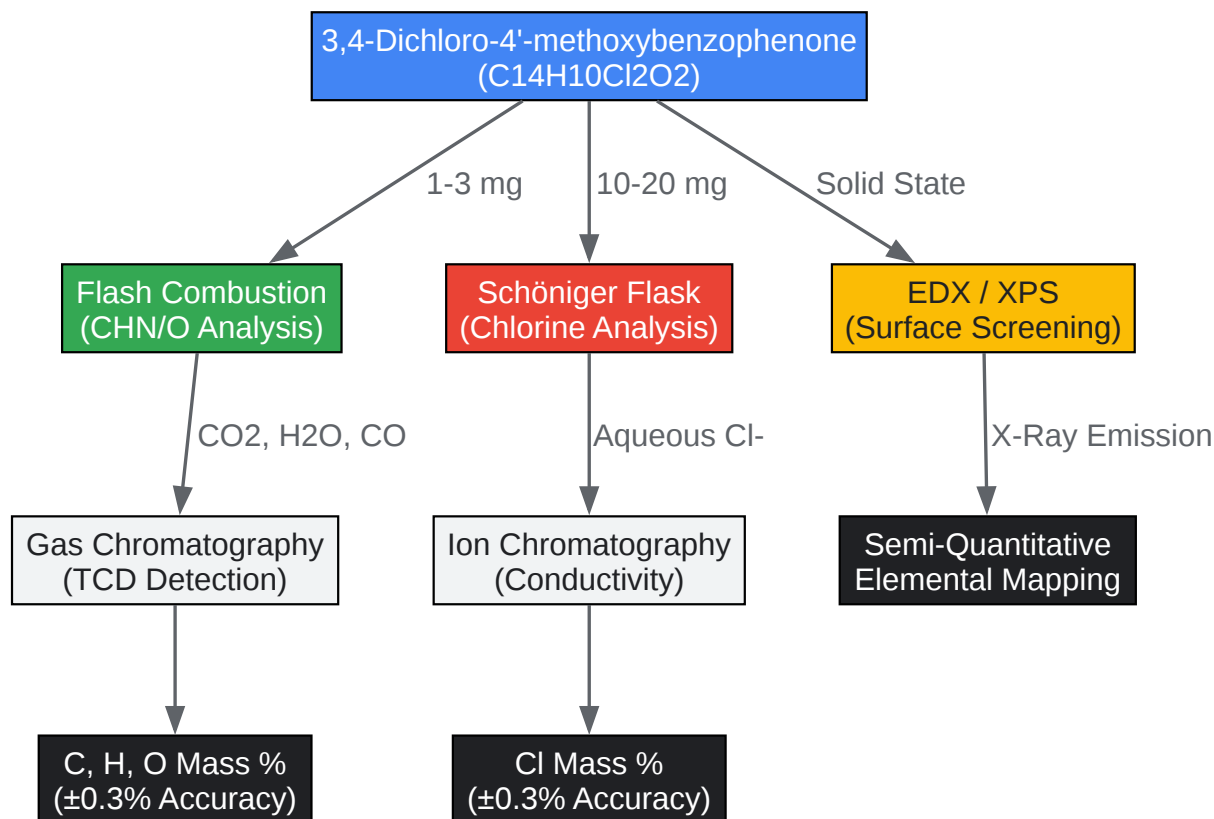 3,4-Dichloro-4'-methoxybenzophenone
(C14H10Cl2O2)
1-3 mg
10-20 mg
Solid State
Flash Combustion
(CHN/O Analysis)
Schöniger Flask
(Chlorine Analysis)
EDX / XPS
(Surface Screening)
CO2, H2O, CO
Aqueous Cl-
X-Ray Emission
Gas Chromatography
(TCD Detection)
Ion Chromatography
(Conductivity)
Semi-Quantitative
Elemental Mapping
C, H, O Mass %
(±0.3% Accuracy)
Cl Mass %
(±0.3% Accuracy)